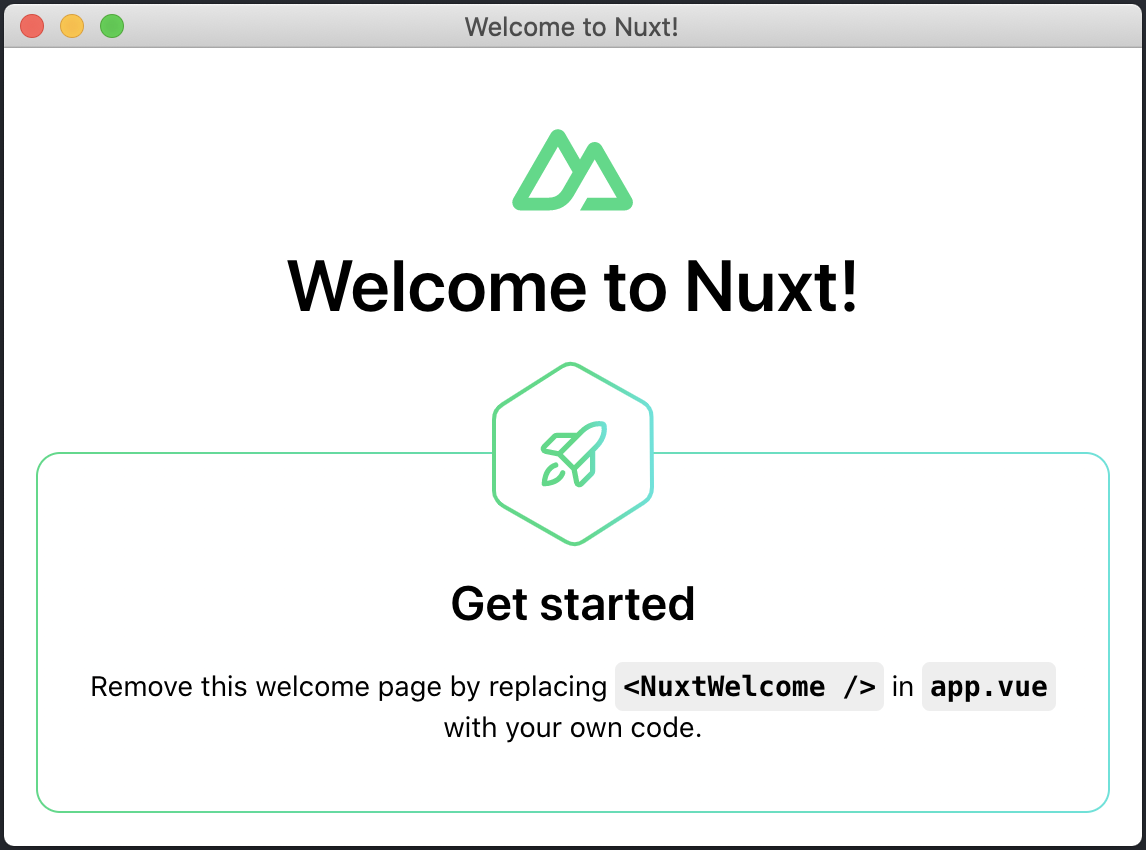 Welcome to Nuxt!
Welcome to Nuxt!
Get started
Remove this welcome page by replacing <NuxtWelcome /> in app.vue
with your own code.